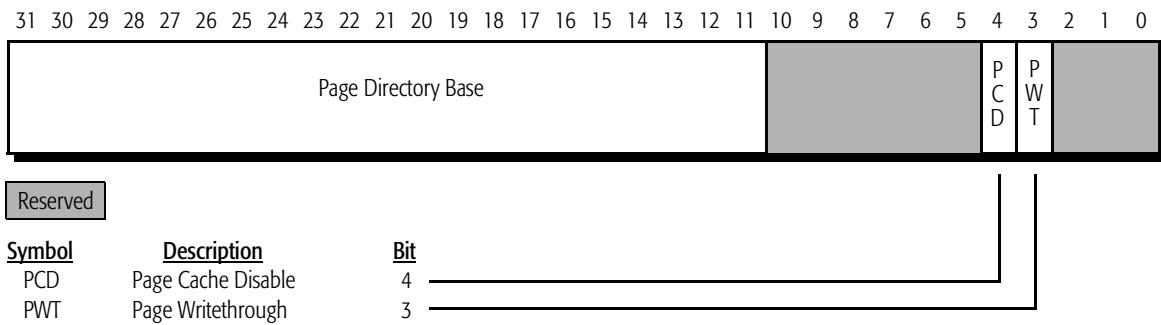 31 30 29 28 27 26 25 24 23 22 21 20 19 18 17 16 15 14 13 12 11 10 9 8 7 6 5 4 3 2 1 0
Page Directory Base
PCD
PWT
Reserved
Symbol Description Bit
PCD Page Cache Disable 4
PWT Page Writethrough 3